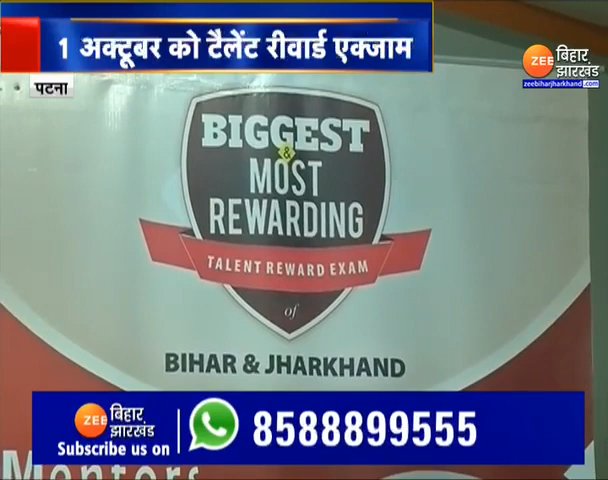 1 अक्टूबर को टैलेंट रीवार्ड एक्जाम
ZEE बिहार झारखंड
zeebiharjharkhand.com
पटना
BIGGEST
&
MOST
REWARDING
TALENT REWARD EXAM
of
BIHAR & JHARKHAND
ZEE बिहार झारखंड
Subscribe us on
8588899555
Mentors